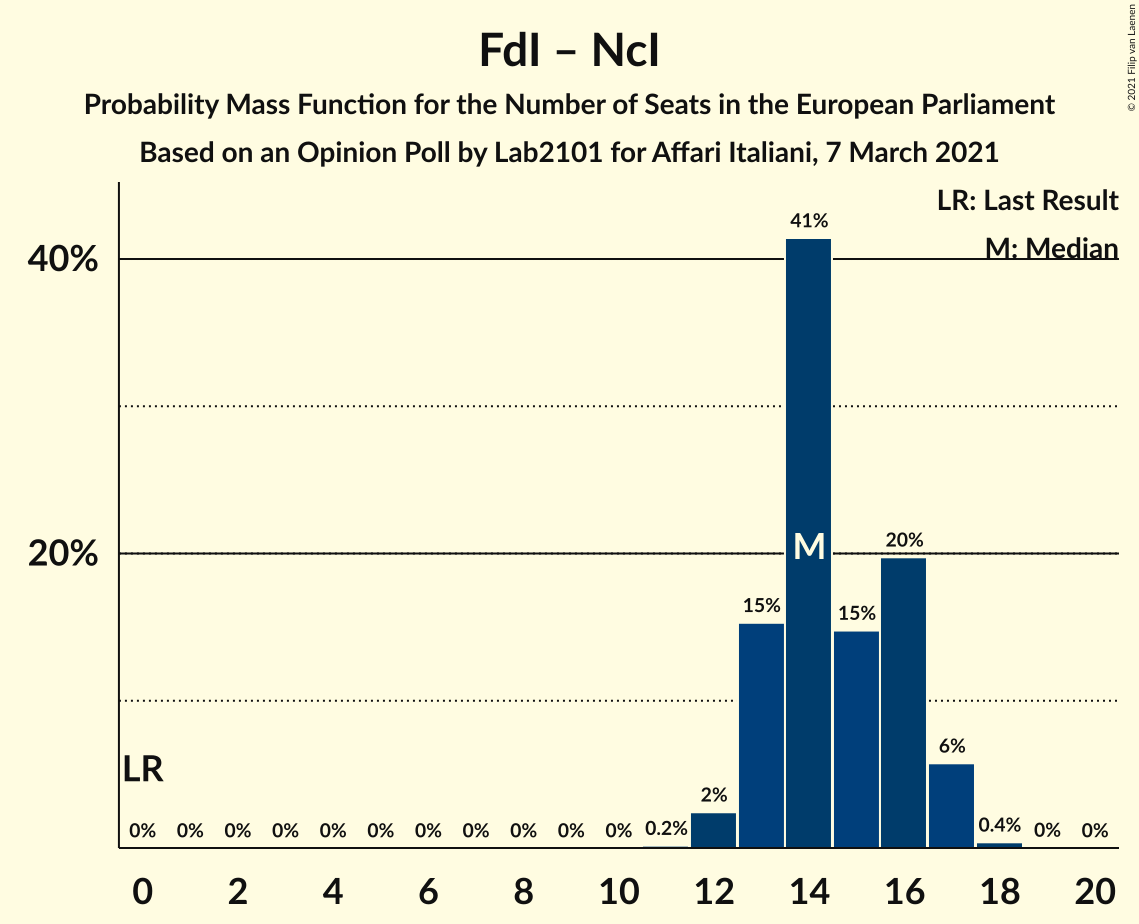 FdI – NcI
Probability Mass Function for the Number of Seats in the European Parliament
Based on an Opinion Poll by Lab2101 for Affari Italiani, 7 March 2021
© 2021 Filip van Laenen
LR: Last Result
M: Median
40%
20%
41%
M
20%
15%
15%
6%
2%
LR
0% 0% 0% 0% 0% 0% 0% 0% 0% 0% 0% 0.2% 0.4% 0% 0%
0 2 4 6 8 10 12 14 16 18 20